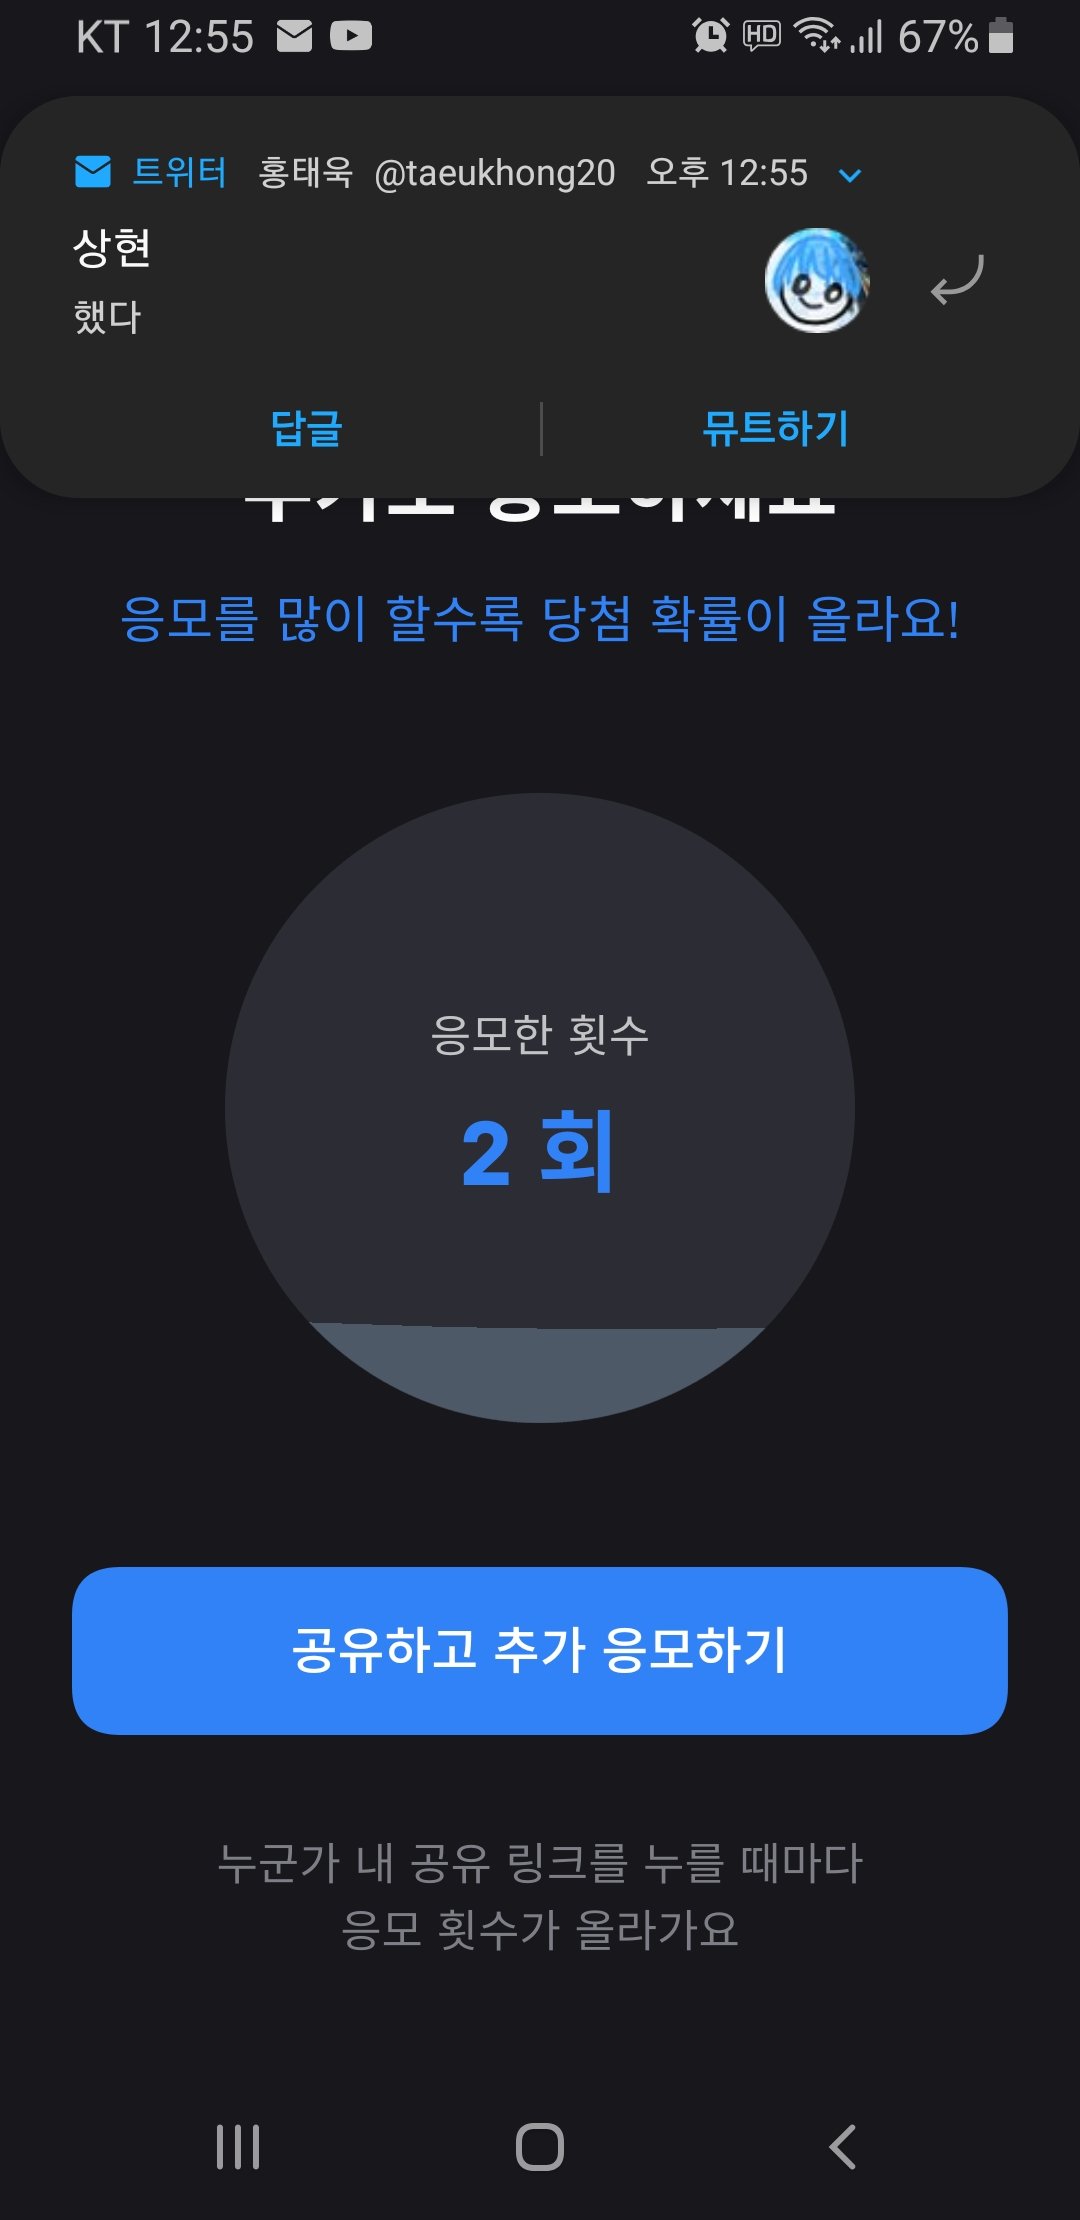 KT 12:55 67%
트위터 홍태욱 @taeukhong20 오후 12:55
상현
했다
답글 뮤트하기
응모를 많이 할수록 당첨 확률이 올라요!
응모한 횟수
2 회
공유하고 추가 응모하기
누군가 내 공유 링크를 누를 때마다
응모 횟수가 올라가요